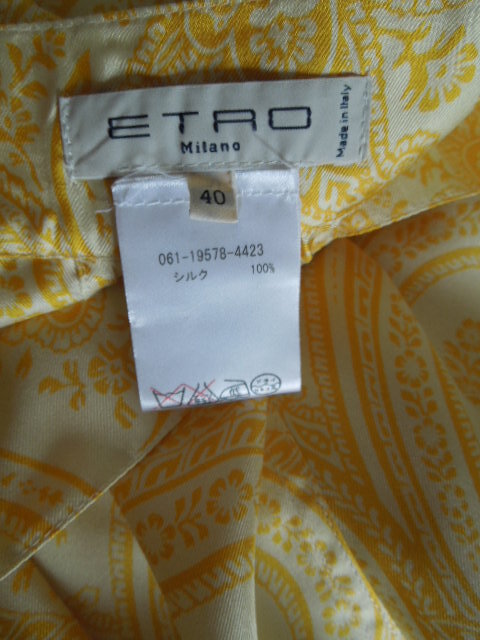 ETRO
Milano
Made in Italy
40
061-19578-4423
シルク 100%